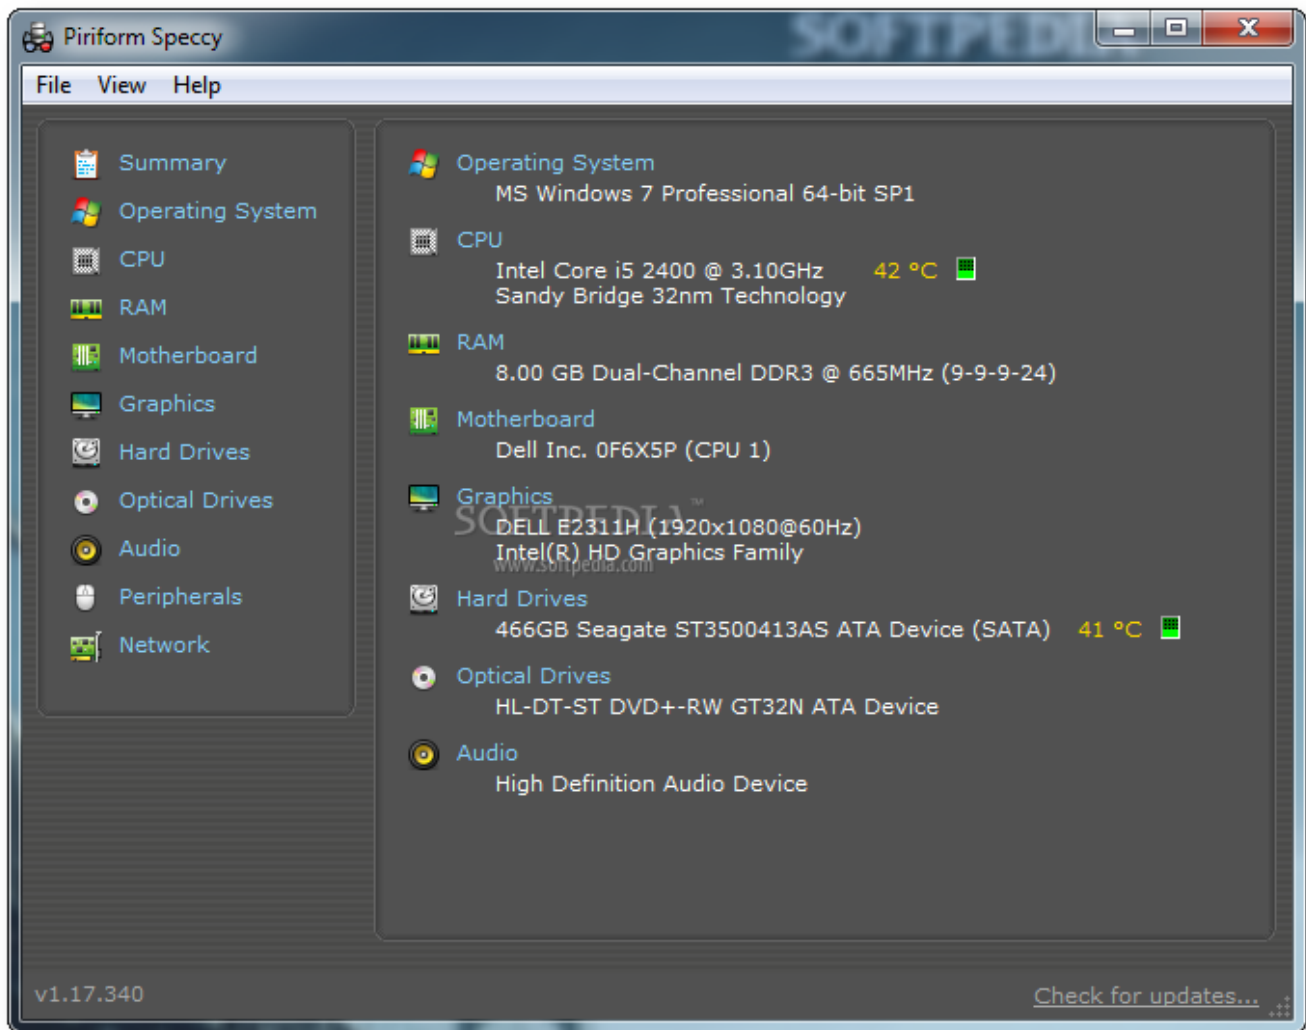 SOFTPEDIA
Piriform Speccy
File View Help
Summary
Operating System
CPU
RAM
Motherboard
Graphics
Hard Drives
Optical Drives
Audio
Peripherals
Network
Operating System
MS Windows 7 Professional 64-bit SP1
CPU
Intel Core i5 2400 @ 3.10GHz 42 °C
Sandy Bridge 32nm Technology
RAM
8.00 GB Dual-Channel DDR3 @ 665MHz (9-9-9-24)
Motherboard
Dell Inc. 0F6X5P (CPU 1)
Graphics
SOFTPEDIA™
DELL E2311H (1920x1080@60Hz)
Intel(R) HD Graphics Family
www.softpedia.com
Hard Drives
466GB Seagate ST3500413AS ATA Device (SATA) 41 °C
Optical Drives
HL-DT-ST DVD+-RW GT32N ATA Device
Audio
High Definition Audio Device
v1.17.340
Check for updates...